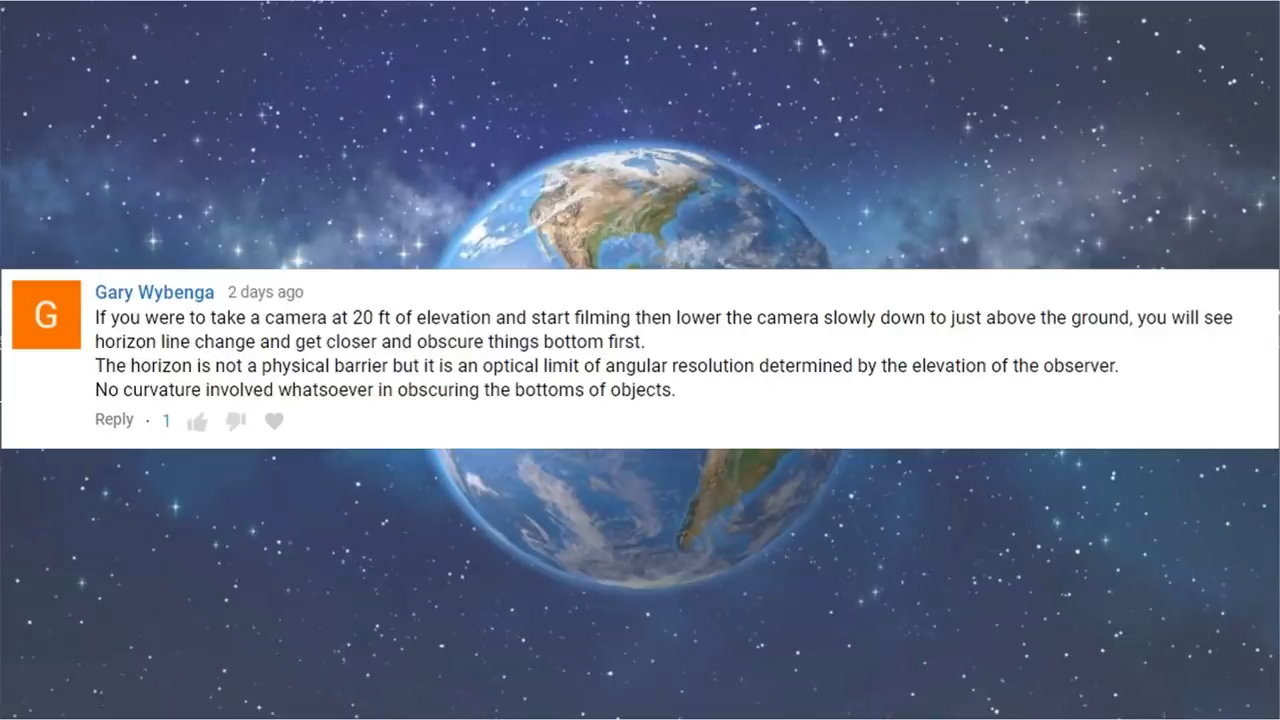 G
Gary Wybenga 2 days ago
If you were to take a camera at 20 ft of elevation and start filming then lower the camera slowly down to just above the ground, you will see
horizon line change and get closer and obscure things bottom first.
The horizon is not a physical barrier but it is an optical limit of angular resolution determined by the elevation of the observer.
No curvature involved whatsoever in obscuring the bottoms of objects.
Reply · 1